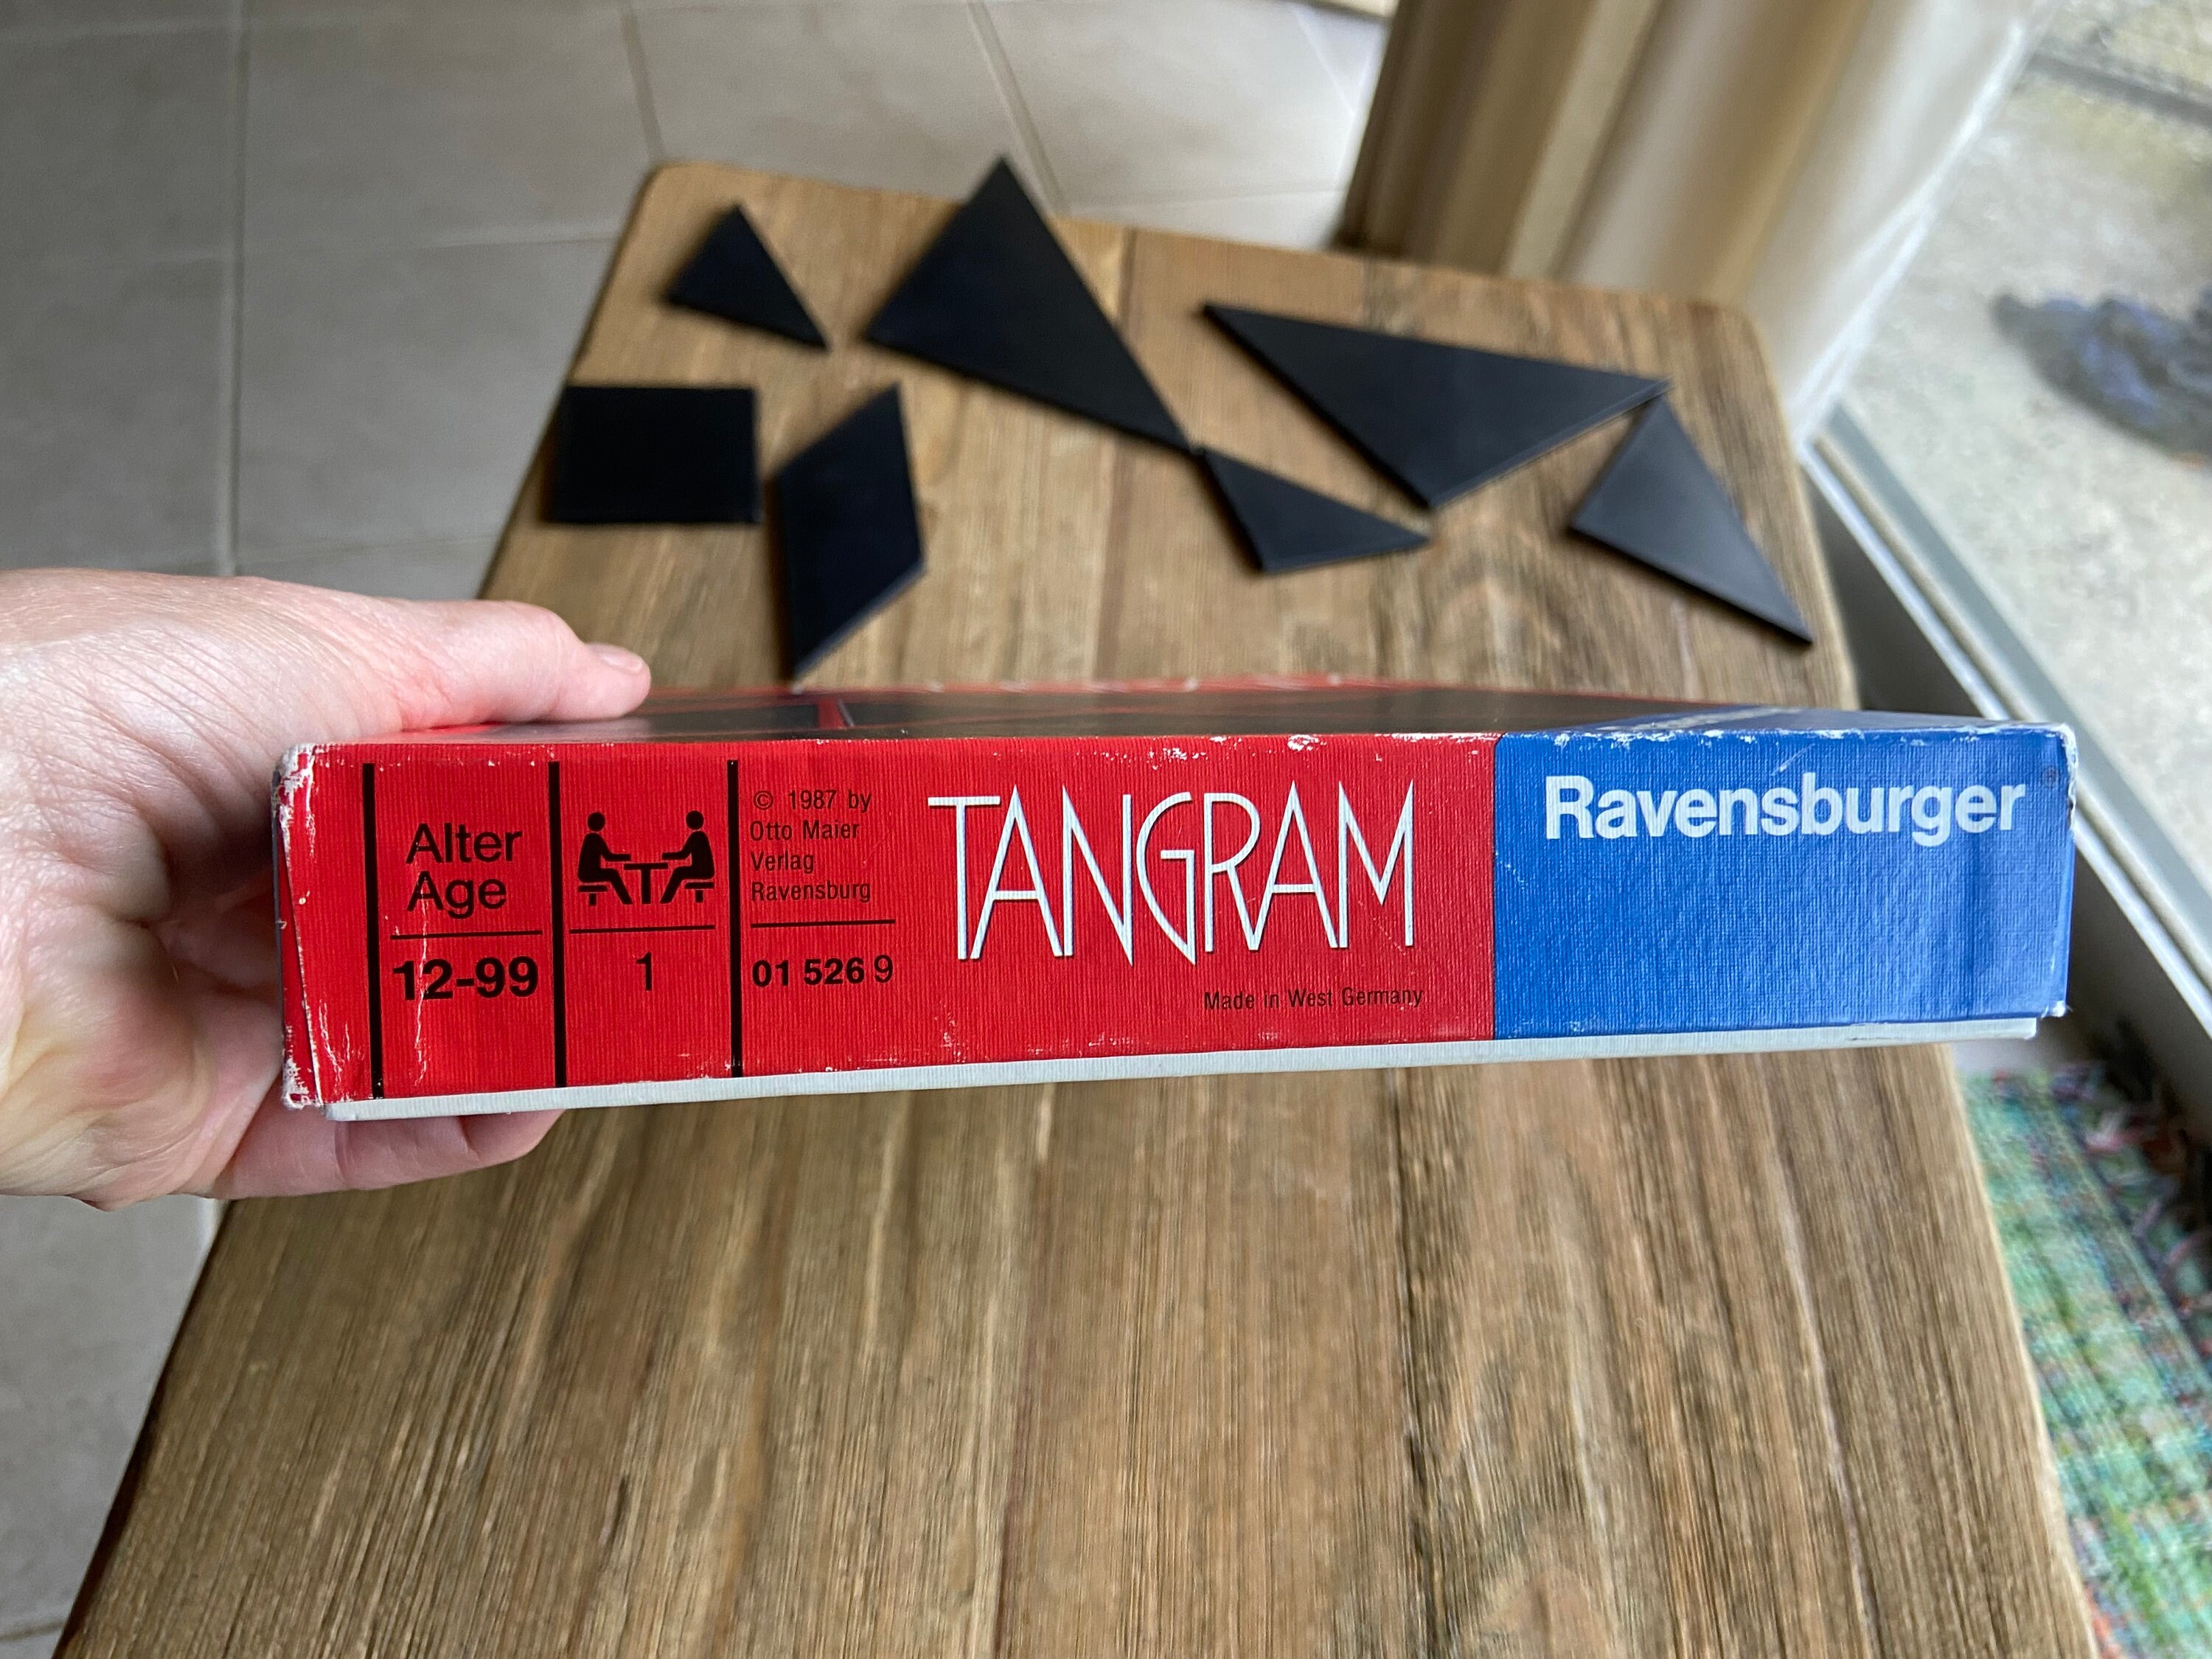 Alter
Age
12-99
1
© 1987 by
Otto Maier
Verlag
Ravensburg
01 526 9
TANGRAM
Made in West Germany
Ravensburger®